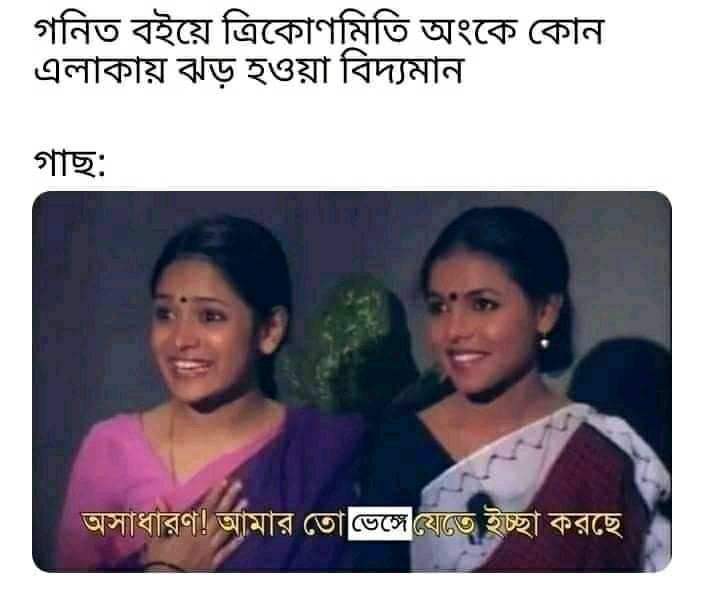 গনিত বইয়ে ত্রিকোণমিতি অংকে কোন
এলাকায় ঝড় হওয়া বিদ্যমান
গাছ:
অসাধারণ! আমার তো ভেঙ্গে যেতে ইচ্ছা করছে